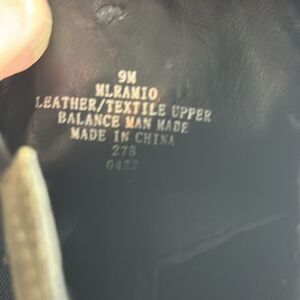 9M
MLRAMIO
LEATHER/TEXTILE UPPER
BALANCE MAN MADE
MADE IN CHINA
278
0422